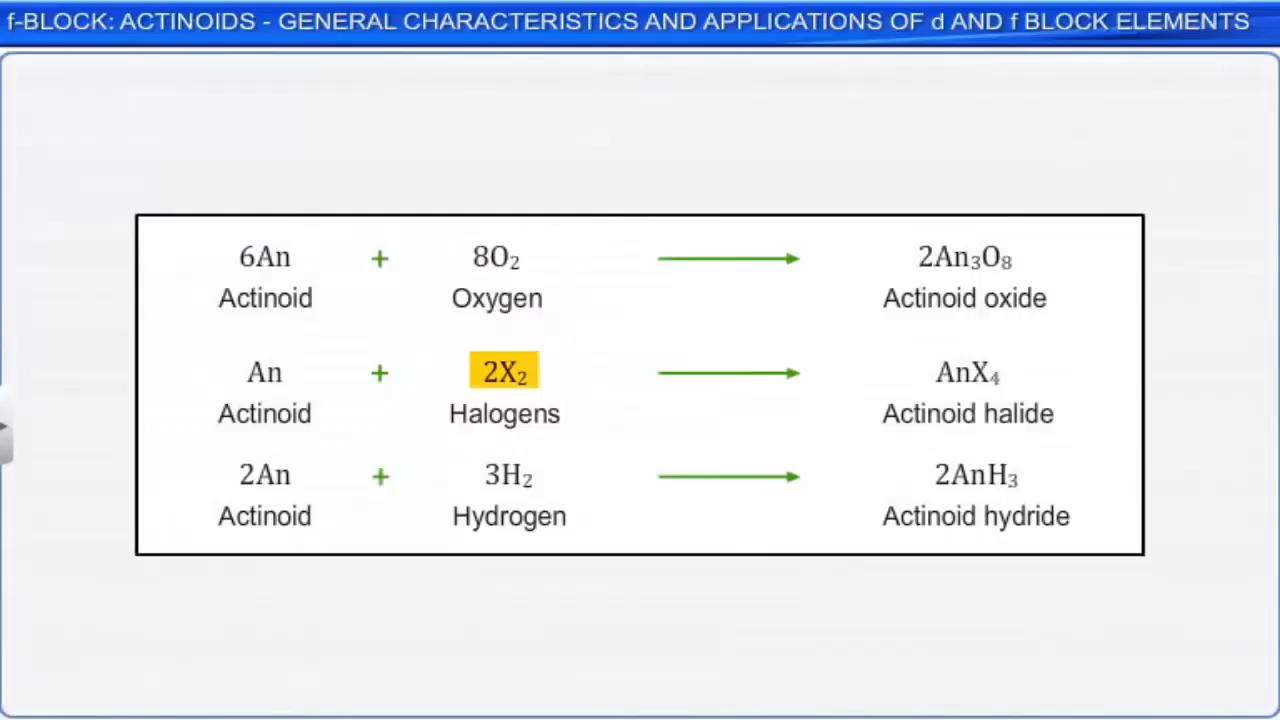 f-BLOCK: ACTINOIDS - GENERAL CHARACTERISTICS AND APPLICATIONS OF d AND f BLOCK ELEMENTS
6An + 8O₂ → 2An₃O₈
Actinoid Oxygen Actinoid oxide
An + 2X₂ → AnX₄
Actinoid Halogens Actinoid halide
2An + 3H₂ → 2AnH₃
Actinoid Hydrogen Actinoid hydride